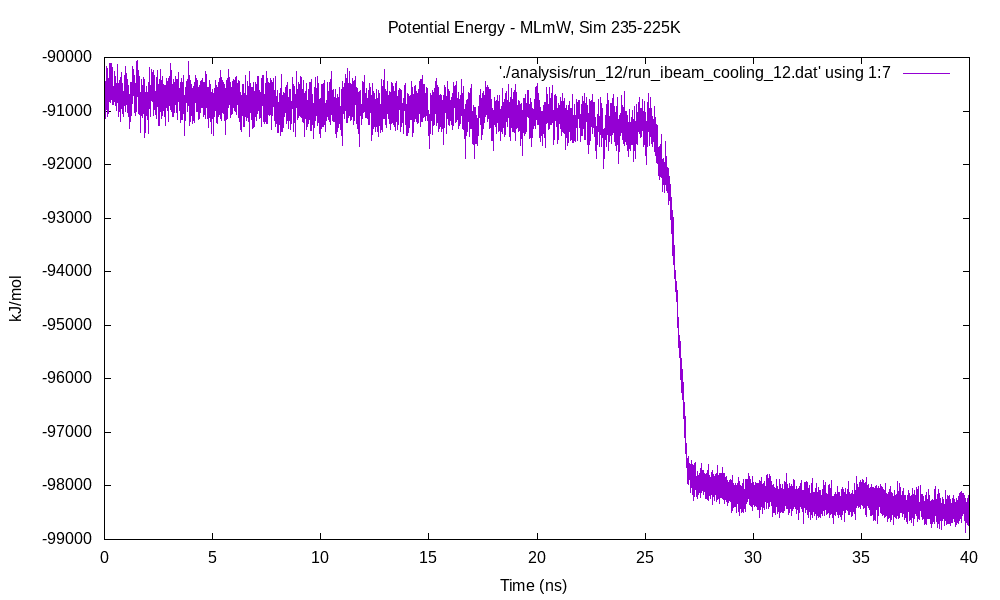 Potential Energy - MLmW, Sim 235-225K
'./analysis/run_12/run_ibeam_cooling_12.dat' using 1:7
-90000
-91000
-92000
-93000
-94000
-95000
-96000
-97000
-98000
-99000
kJ/mol
0 5 10 15 20 25 30 35 40
Time (ns)